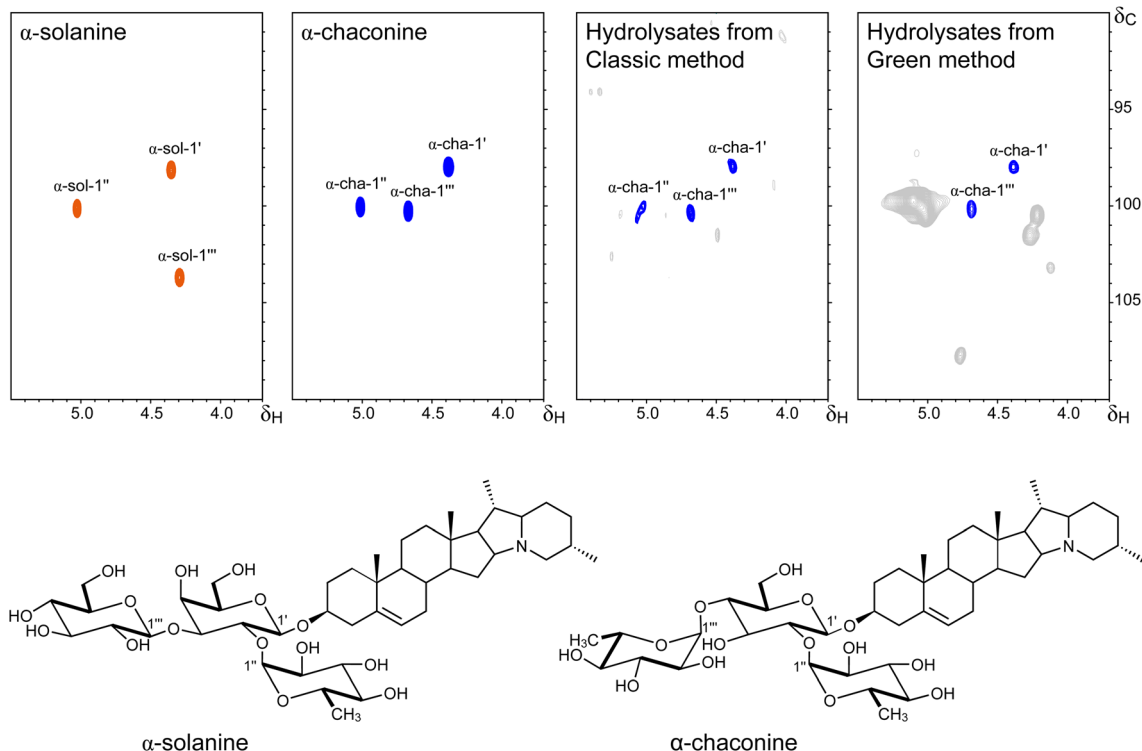 α-solanine
α-sol-1'
α-sol-1''
α-sol-1'''
5.0 4.5 4.0 δH
α-chaconine
α-cha-1'
α-cha-1''
α-cha-1'''
5.0 4.5 4.0 δH
Hydrolysates from
Classic method
α-cha-1'
α-cha-1''
α-cha-1'''
5.0 4.5 4.0 δH
Hydrolysates from
Green method
α-cha-1'
α-cha-1'''
5.0 4.5 4.0 δH
δC
95
100
105
OH
HO
HO
OH
O
1'''
O
OH
OH
O
1'
O
O
1''
OH
OH
OH
O
CH3
N
α-solanine
OH
O
O
1'
O
HO
O
1'''
H3C
O
HO
HO
OH
O
1''
OH
OH
OH
O
CH3
N
α-chaconine